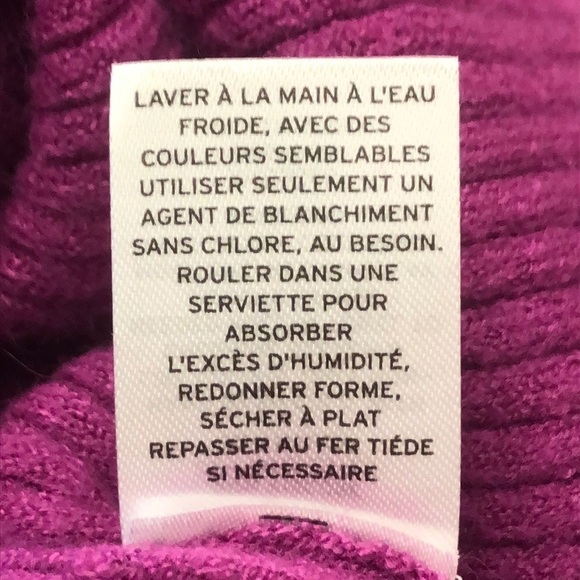 LAVER À LA MAIN À L'EAU
FROIDE, AVEC DES
COULEURS SEMBLABLES
UTILISER SEULEMENT UN
AGENT DE BLANCHIMENT
SANS CHLORE, AU BESOIN.
ROULER DANS UNE
SERVIETTE POUR
ABSORBER
L'EXCÈS D'HUMIDITÉ,
REDONNER FORME,
SÉCHER À PLAT
REPASSER AU FER TIÉDE
SI NÉCESSAIRE